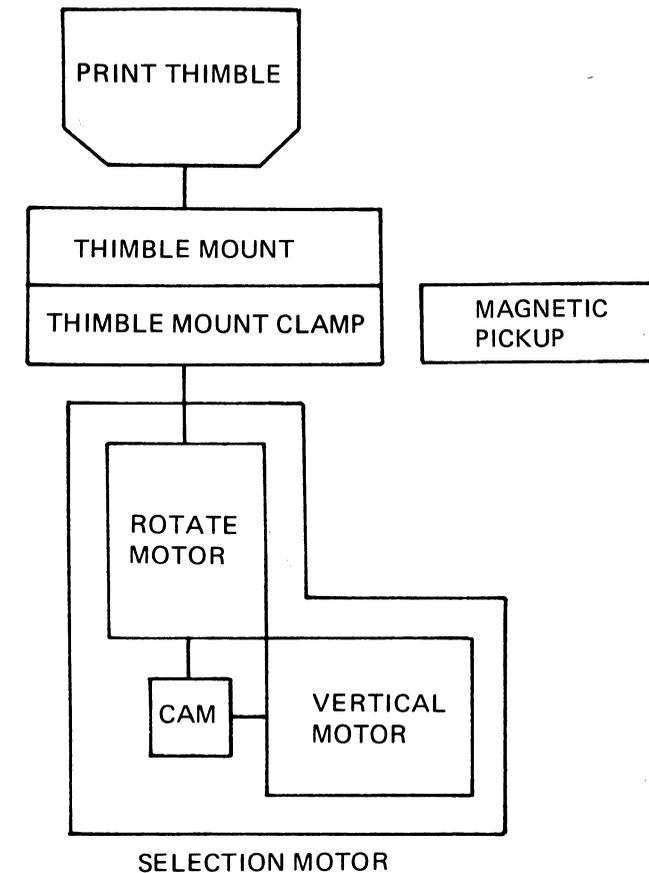 PRINT THIMBLE
THIMBLE MOUNT
THIMBLE MOUNT CLAMP
MAGNETIC
PICKUP
ROTATE
MOTOR
CAM
VERTICAL
MOTOR
SELECTION MOTOR